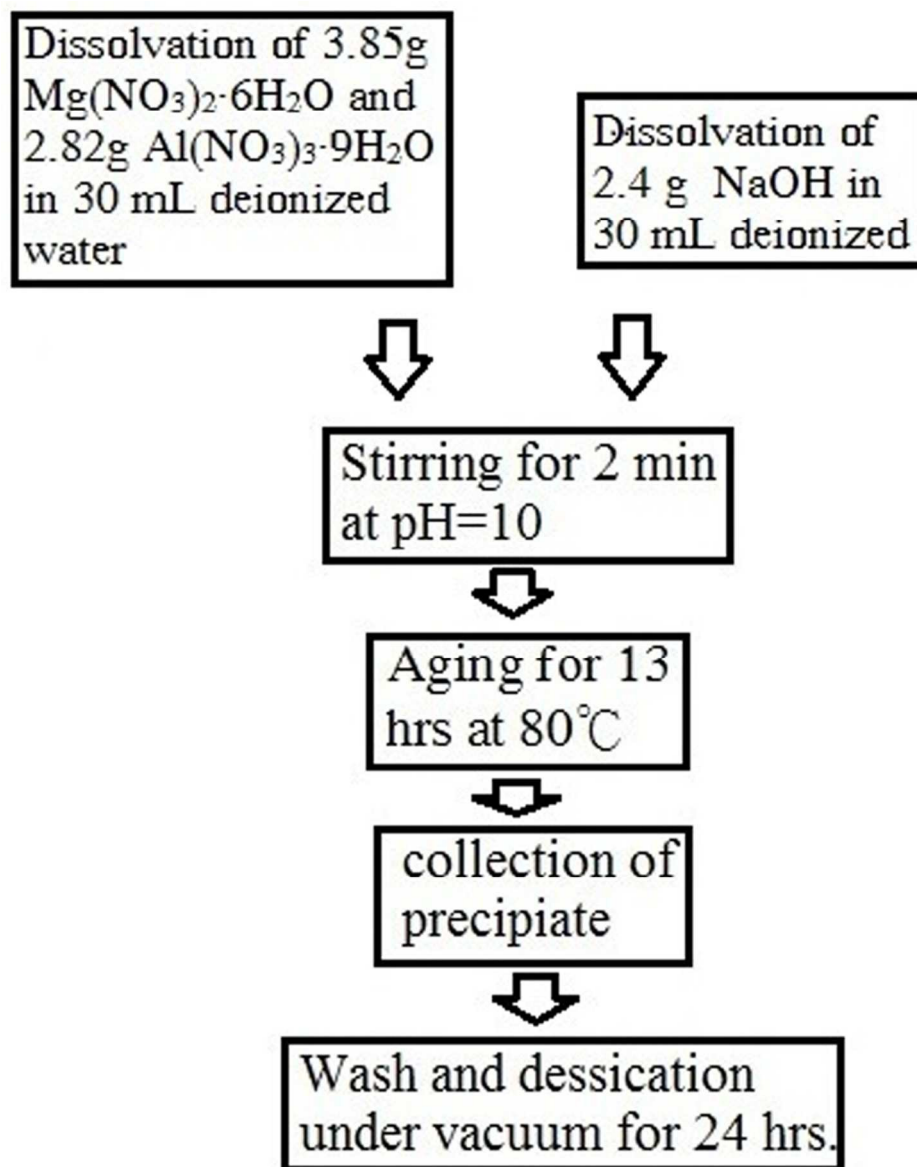 Dissolvation of 3.85g
Mg(NO₃)₂·6H₂O and
2.82g Al(NO₃)₃·9H₂O
in 30 mL deionized
water
Dissolvation of
2.4 g NaOH in
30 mL deionized
Stirring for 2 min
at pH=10
Aging for 13
hrs at 80℃
collection of
precipiate
Wash and dessication
under vacuum for 24 hrs.